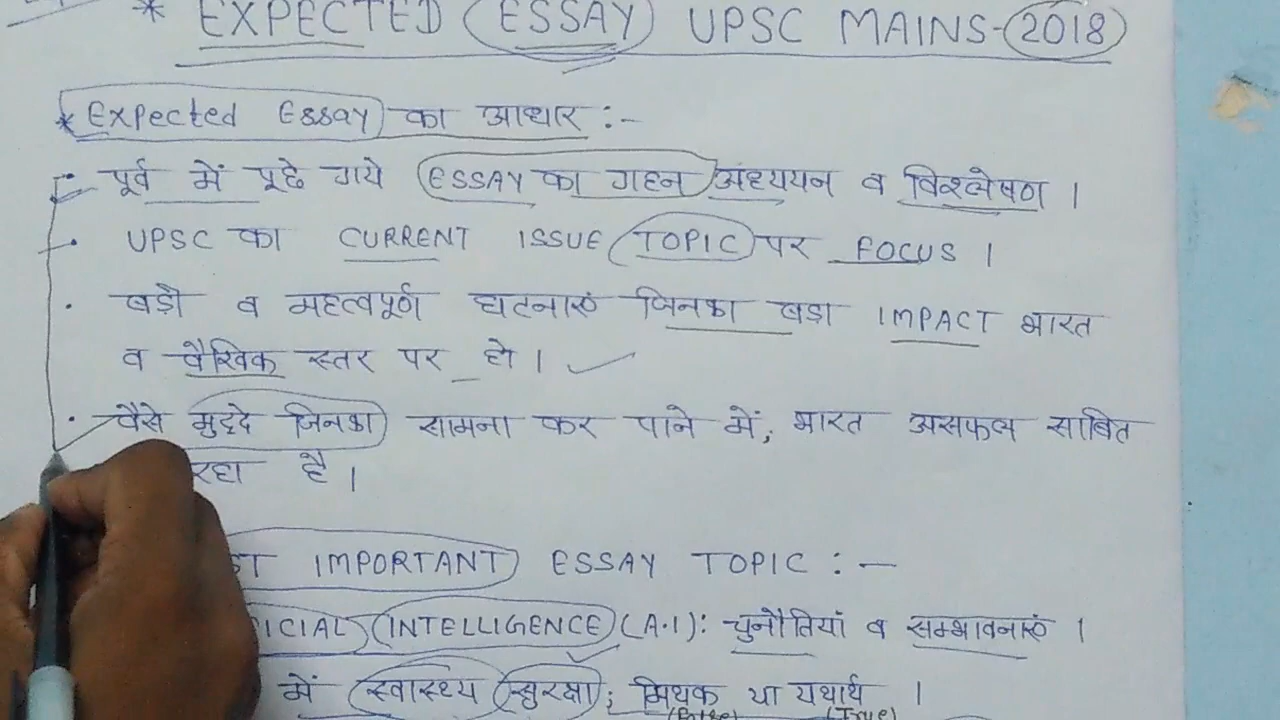 * EXPECTED ESSAY UPSC MAINS-2018
* Expected Essay का आधार :-
• पूर्व में पूछे गये ESSAY का गहन अध्ययन व विश्लेषण ।
• UPSC का CURRENT ISSUE TOPIC पर FOCUS ।
• बड़ी व महत्वपूर्ण घटनाएं जिनका बड़ा IMPACT भारत
व वैश्विक स्तर पर हो ।
• वैसे मुद्दे जिनका सामना कर पाने में, भारत असफल साबित
रहा है ।
IMPORTANT ESSAY TOPIC :-
INTELLIGENCE (A.I): चुनौतियां व सम्भावनाएं ।
में स्वास्थ्य सुरक्षा; मिथक या यथार्थ ।
(True)